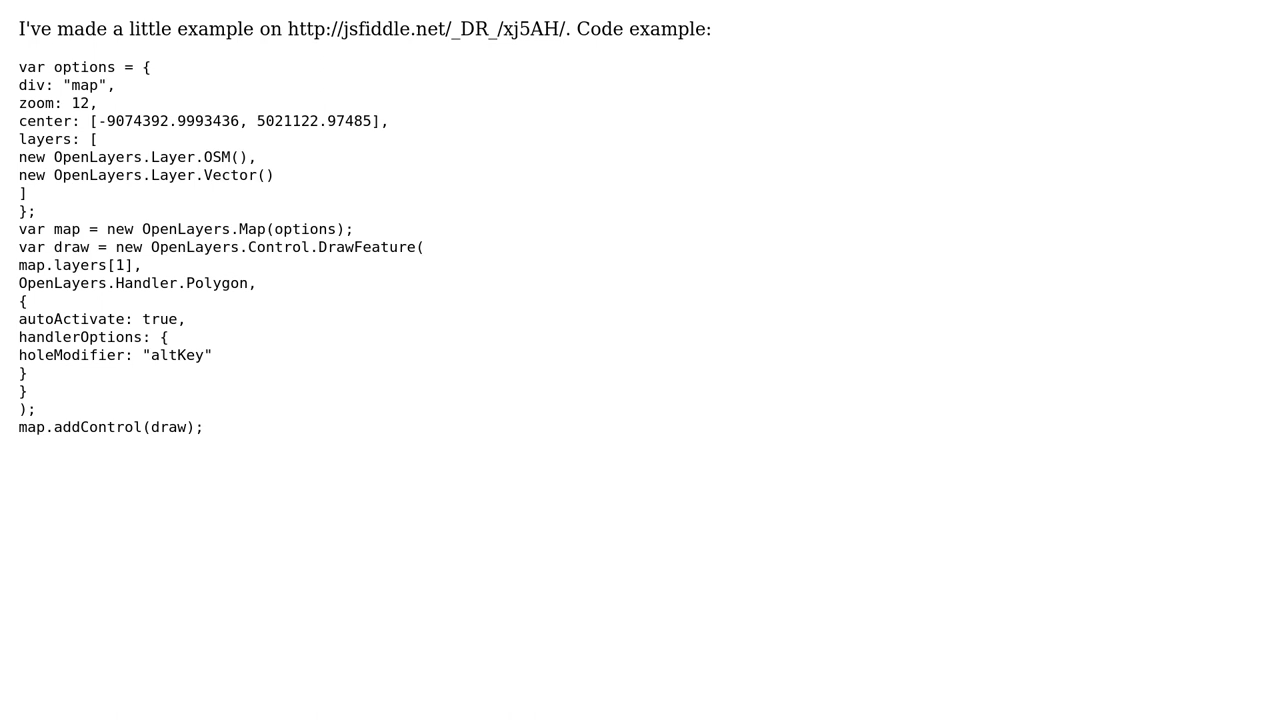 I've made a little example on http://jsfiddle.net/_DR_/xj5AH/. Code example:
var options = {
div: "map",
zoom: 12,
center: [-9074392.9993436, 5021122.97485],
layers: [
new OpenLayers.Layer.OSM(),
new OpenLayers.Layer.Vector()
]
};
var map = new OpenLayers.Map(options);
var draw = new OpenLayers.Control.DrawFeature(
map.layers[1],
OpenLayers.Handler.Polygon,
{
autoActivate: true,
handlerOptions: {
holeModifier: "altKey"
}
}
);
map.addControl(draw);